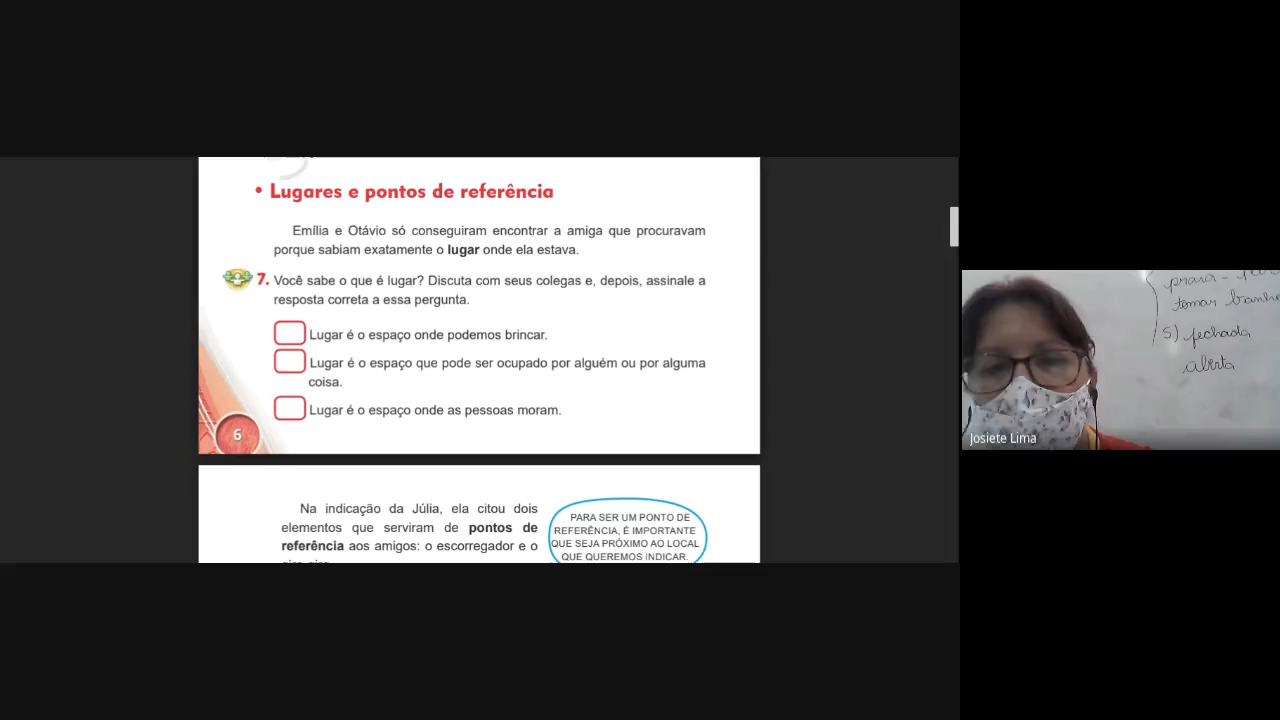 • Lugares e pontos de referência
Emília e Otávio só conseguiram encontrar a amiga que procuravam
porque sabiam exatamente o lugar onde ela estava.
7. Você sabe o que é lugar? Discuta com seus colegas e, depois, assinale a
resposta correta a essa pergunta.
Lugar é o espaço onde podemos brincar.
Lugar é o espaço que pode ser ocupado por alguém ou por alguma
coisa.
Lugar é o espaço onde as pessoas moram.
6
Na indicação da Júlia, ela citou dois
elementos que serviram de pontos de
referência aos amigos: o escorregador e o
PARA SER UM PONTO DE
REFERÊNCIA, É IMPORTANTE
QUE SEJA PRÓXIMO AO LOCAL
QUE QUEREMOS INDICAR.
tomar banho
5) fechada
aberta
Josiete Lima